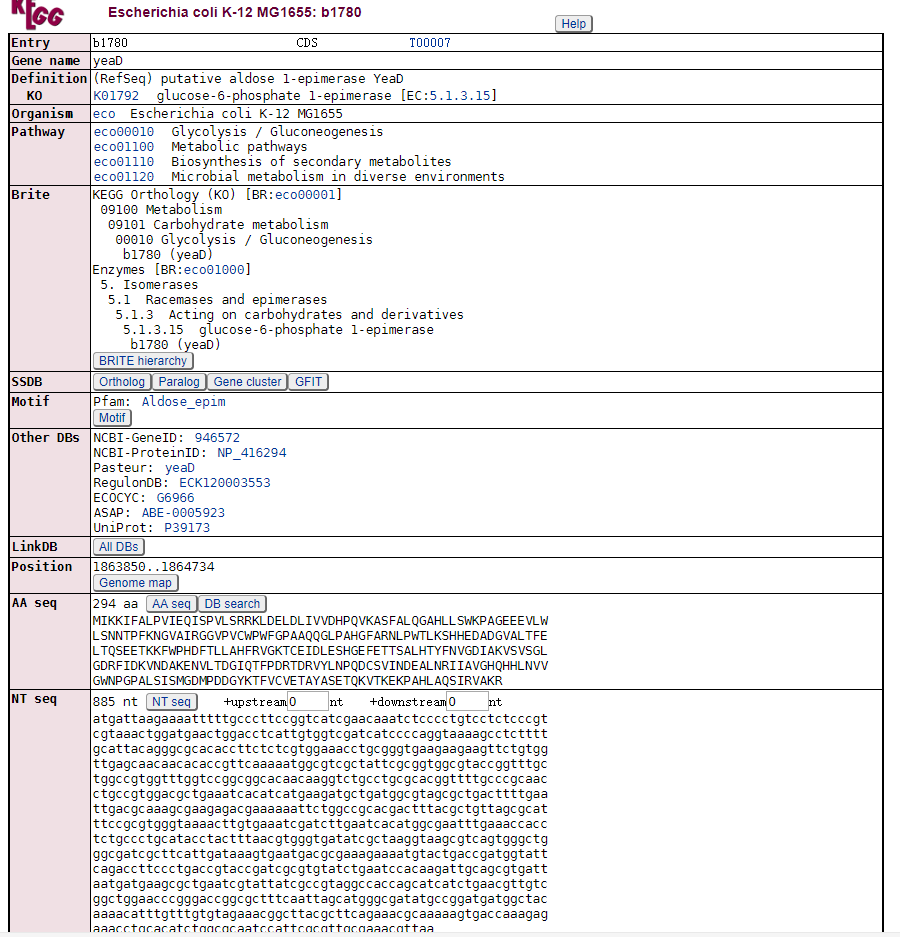 KEGG
Escherichia coli K-12 MG1655: b1780
Help
Entry b1780 CDS T00007
Gene name yeaD
Definition (RefSeq) putative aldose 1-epimerase YeaD
KO K01792 glucose-6-phosphate 1-epimerase [EC:5.1.3.15]
Organism eco Escherichia coli K-12 MG1655
Pathway eco00010 Glycolysis / Gluconeogenesis
eco01100 Metabolic pathways
eco01110 Biosynthesis of secondary metabolites
eco01120 Microbial metabolism in diverse environments
Brite KEGG Orthology (KO) [BR:eco00001]
09100 Metabolism
09101 Carbohydrate metabolism
00010 Glycolysis / Gluconeogenesis
b1780 (yeaD)
Enzymes [BR:eco01000]
5. Isomerases
5.1 Racemases and epimerases
5.1.3 Acting on carbohydrates and derivatives
5.1.3.15 glucose-6-phosphate 1-epimerase
b1780 (yeaD)
BRITE hierarchy
SSDB Ortholog Paralog Gene cluster GFIT
Motif Pfam: Aldose_epim
Motif
Other DBs NCBI-GeneID: 946572
NCBI-ProteinID: NP_416294
Pasteur: yeaD
RegulonDB: ECK120003553
ECOCYC: G6966
ASAP: ABE-0005923
UniProt: P39173
LinkDB All DBs
Position 1863850..1864734
Genome map
AA seq 294 aa AA seq DB search
MIKKIFALPVIEQISPVLSRRKLDELDLIVVDHPQVKASFALQGAHLLSWKPAGEEEVLW
LSNNTPFKNGVAIRGGVPVCWPWFGPAAQQGLPAHGFARNLPWTLKSHHEDADGVALTFE
LTQSEETKKFWPHDFTLLAHFRVGKTCEIDLESHGEFETTSALHTYFNVGDIAKVSVSGL
GDRFIDKVNDAKENVLTDGIQTFPDRTDRVYLNPQDCSVINDEALNRIIAVGHQHHLNVV
GWNPGPALSISMGDMPDDGYKTFVCVETAYASETQKVTKEKPAHLAQSIRVAKR
NT seq 885 nt NT seq +upstream 0 nt +downstream 0 nt
atgattaagaaaatttttgcccttccggtcatcgaacaaatctcccctgtcctctcccgt
cgtaaactggatgaactggacctcattgtggtcgatcatccccaggtaaaagcctctttt
gcattacagggcgcacaccttctctcgtggaaacctgcgggtgaagaagaagttctgtgg
ttgagcaacaacacaccgttcaaaaatggcgtcgctattcgcggtggcgtaccggtttgc
tggccgtggtttggtccggcggcacaacaaggtctgcctgcgcacggttttgcccgcaac
ctgccgtggacgctgaaatcacatcatgaagatgctgatggcgtagcgctgacttttgaa
ttgacgcaaagcgaagagacgaaaaaattctggccgcacgactttacgctgttagcgcat
ttccgcgtgggtaaaacttgtgaaatcgatcttgaatcacatggcgaatttgaaaccacc
tctgccctgcatacctactttaacgtgggtgatatcgctaaggtaagcgtcagtgggctg
ggcgatcgcttcattgataaagtgaatgacgcgaaagaaaatgtactgaccgatggtatt
cagaccttccctgaccgtaccgatcgcgtgtatctgaatccacaagattgcagcgtgatt
aatgatgaagcgctgaatcgtattatcgccgtaggccaccagcatcatctgaacgttgtc
ggctggaacccgggaccggcgctttcaattagcatgggcgatatgccggatgatggctac
aaaacatttgtttgtgtagaaacggcttacgcttcagaaacgcaaaaagtgaccaaagag
aaacctgcacatctggcgcaatccattcgcgttgcgaaacgttaa